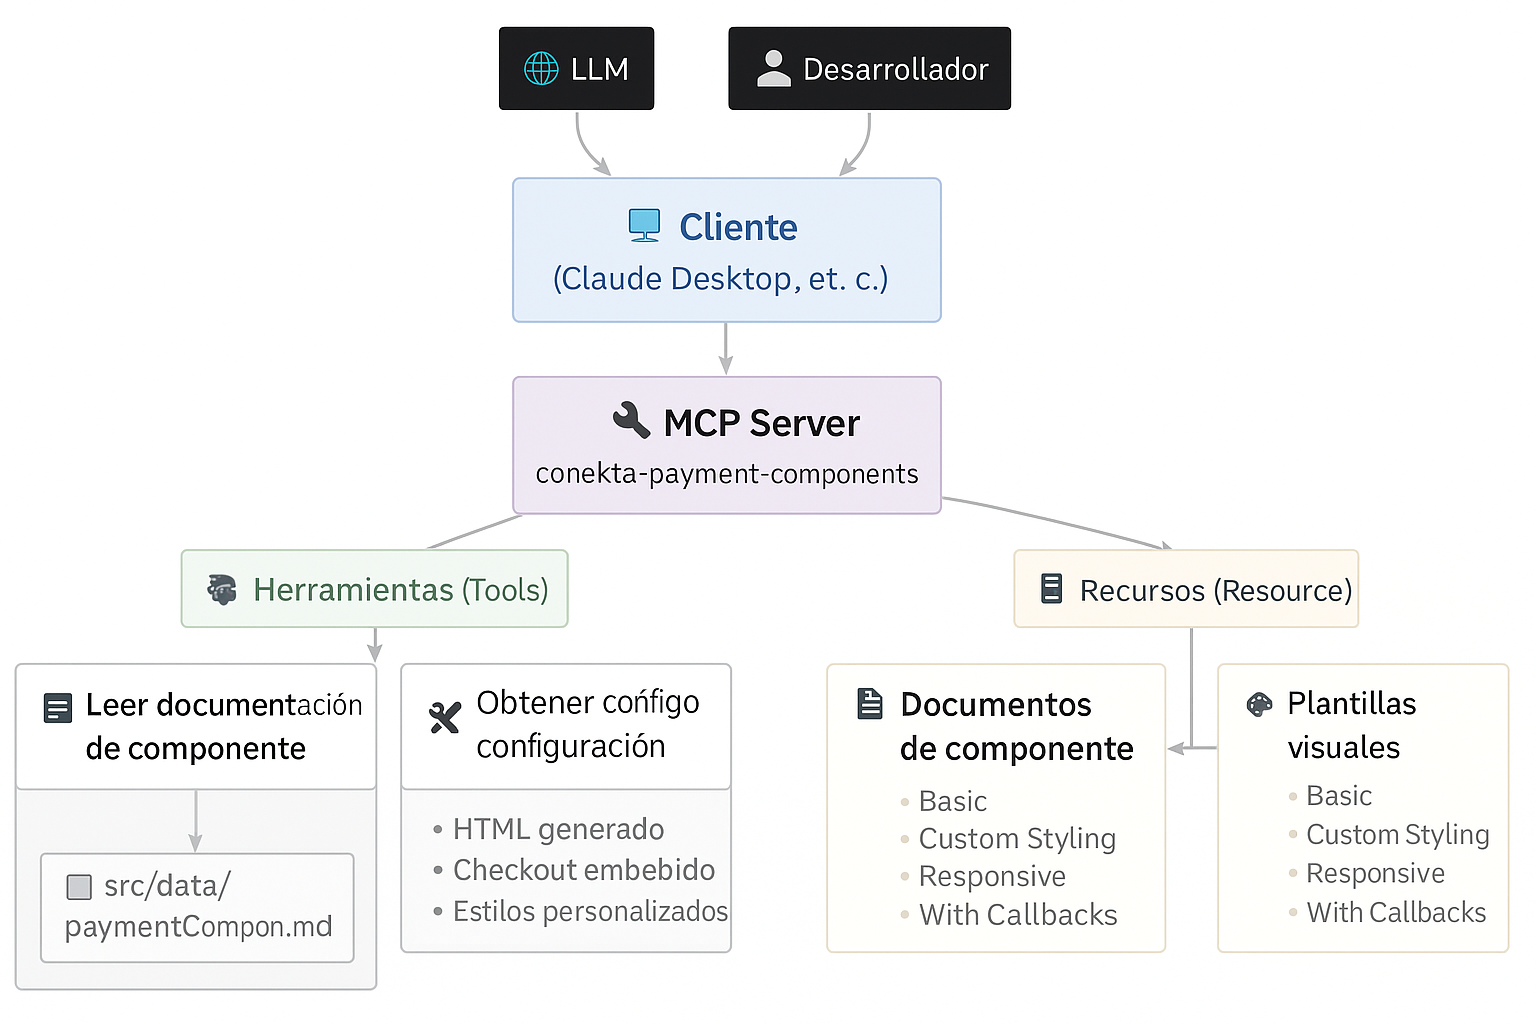 LLM
Desarrollador
Cliente
(Claude Desktop, et. c.)
MCP Server
conekta-payment-components
Herramientas (Tools)
Recursos (Resource)
Leer documentación
de componente
src/data/
paymentCompon.md
Obtener cońfigo
configuración
• HTML generado
• Checkout embebido
• Estilos personalizados
Documentos
de componente
• Basic
• Custom Styling
• Responsive
• With Callbacks
Plantillas
visuales
• Basic
• Custom Styling
• Responsive
• With Callbacks